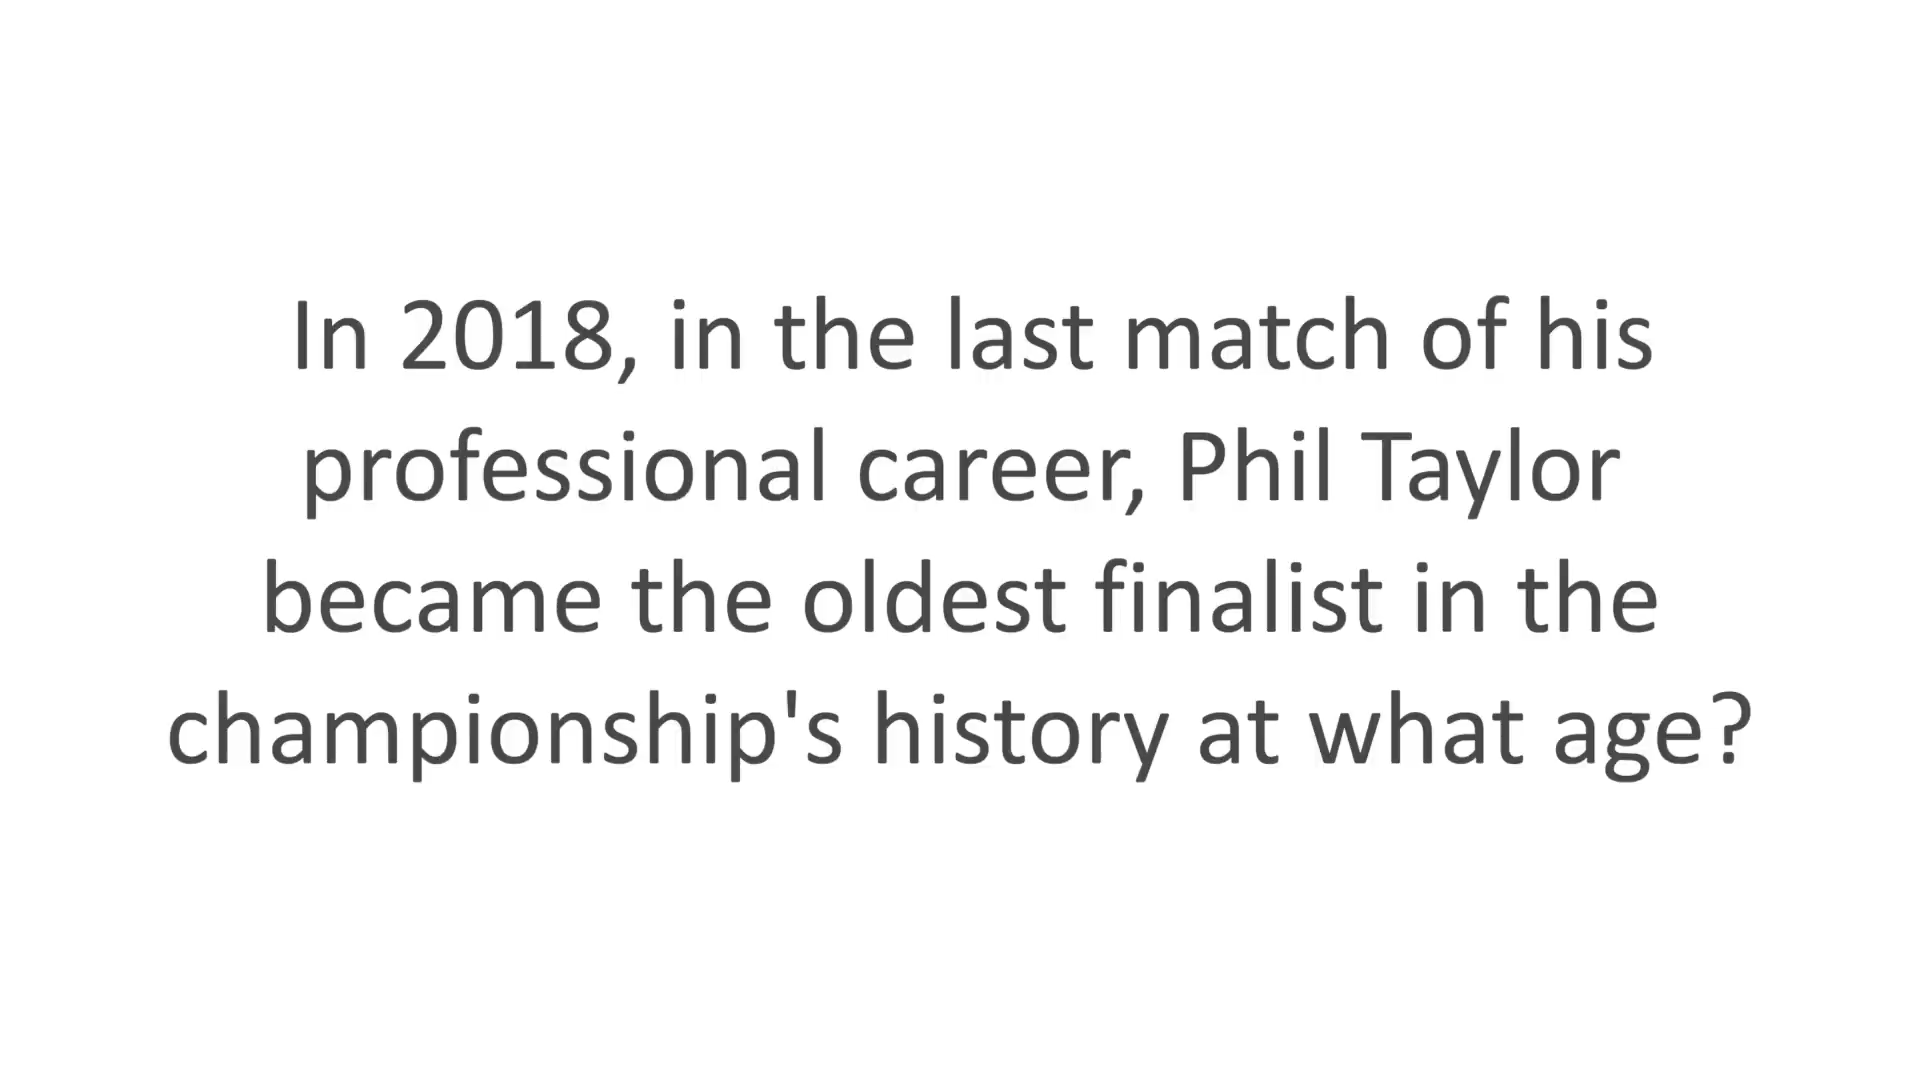 In 2018, in the last match of his
professional career, Phil Taylor
became the oldest finalist in the
championship's history at what age?